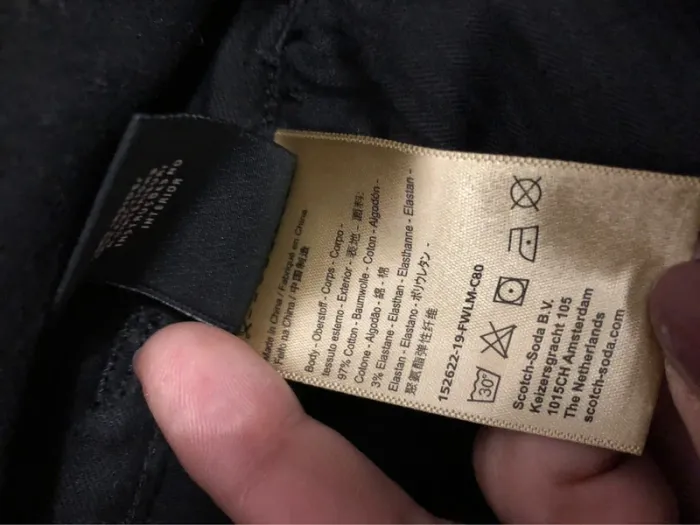 INTERIOR NO
Made in China / Fabriqué en Chine
Feito na China / 中国制造
Body - Oberstoff - Corps - Corpo -
tessuto esterno - Exterior - 表地 - 面料:
97% Cotton - Baumwolle - Coton - Algodón -
Cotone - Algodão - 綿 - 棉
3% Elastane - Elasthan - Elasthanne - Elastan -
Elastan - Elastano - ポリウレタン -
聚氨酯弹性纤维
152622-19-FWLM-C80
30°
Scotch-Soda B.V.
Keizersgracht 105
1015CH Amsterdam
The Netherlands
scotch-soda.com